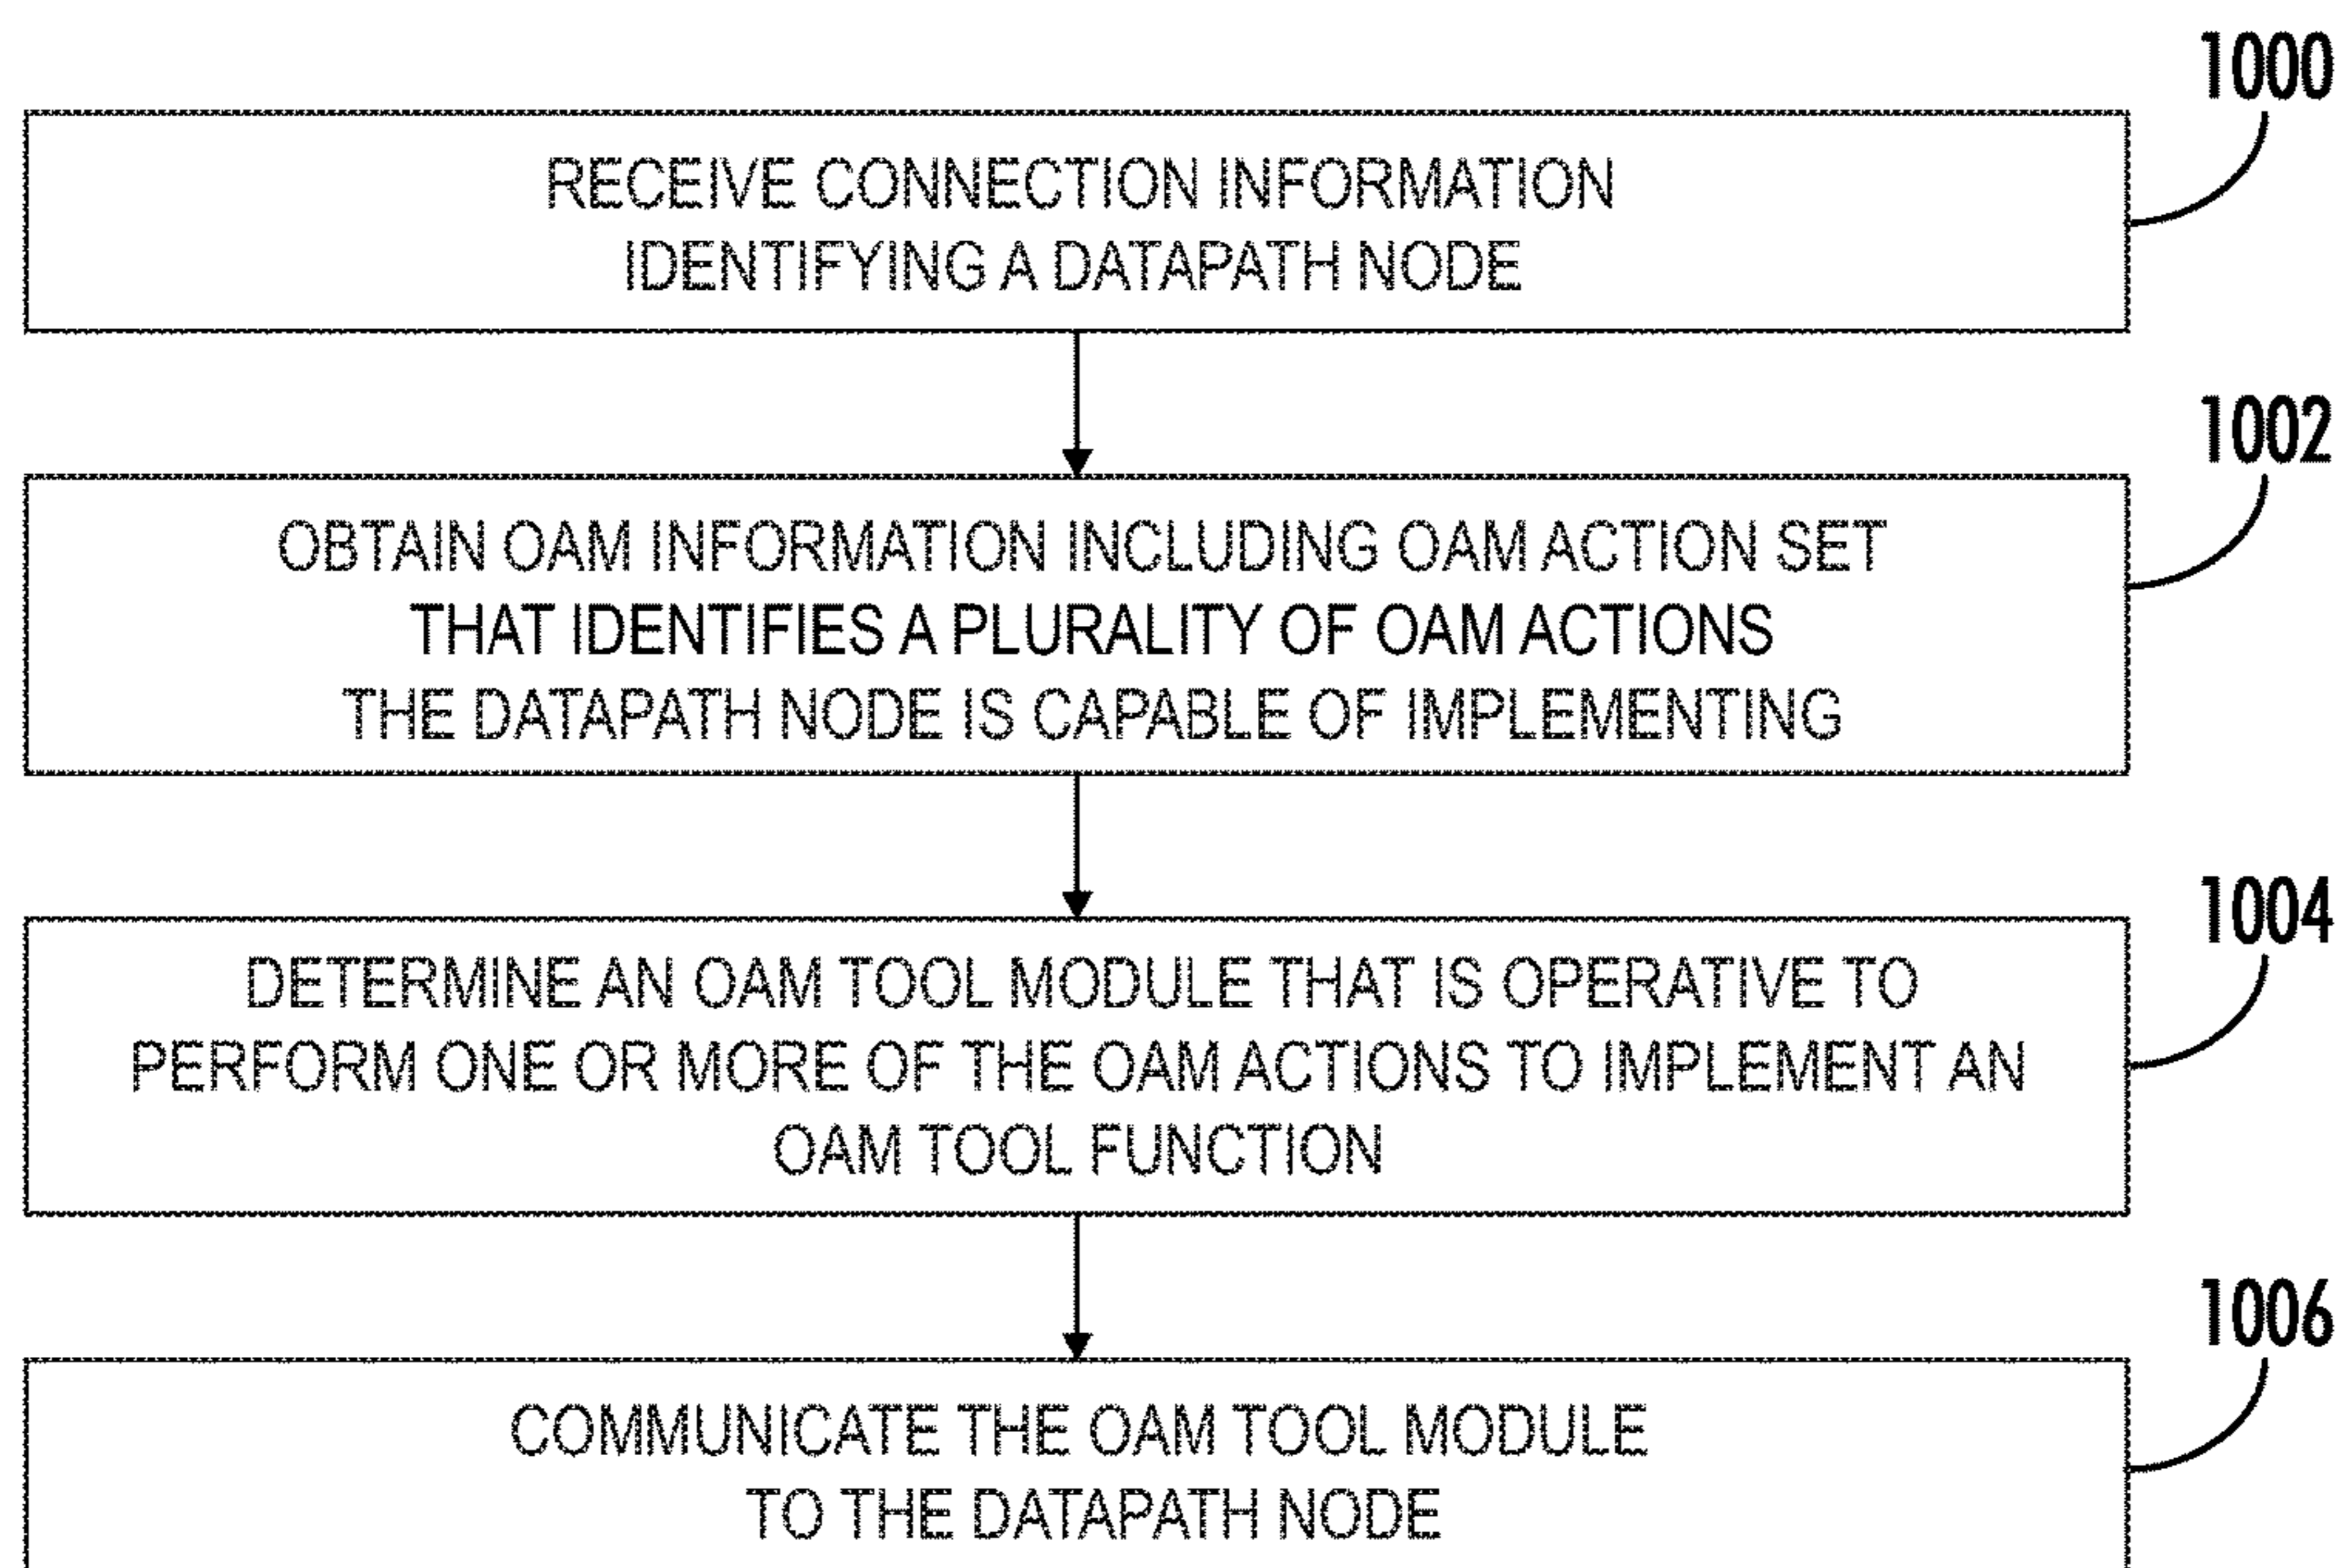 1000
RECEIVE CONNECTION INFORMATION
IDENTIFYING A DATAPATH NODE
1002
OBTAIN OAM INFORMATION INCLUDING OAM ACTION SET
THAT IDENTIFIES A PLURALITY OF OAM ACTIONS
THE DATAPATH NODE IS CAPABLE OF IMPLEMENTING
1004
DETERMINE AN OAM TOOL MODULE THAT IS OPERATIVE TO
PERFORM ONE OR MORE OF THE OAM ACTIONS TO IMPLEMENT AN
OAM TOOL FUNCTION
1006
COMMUNICATE THE OAM TOOL MODULE
TO THE DATAPATH NODE